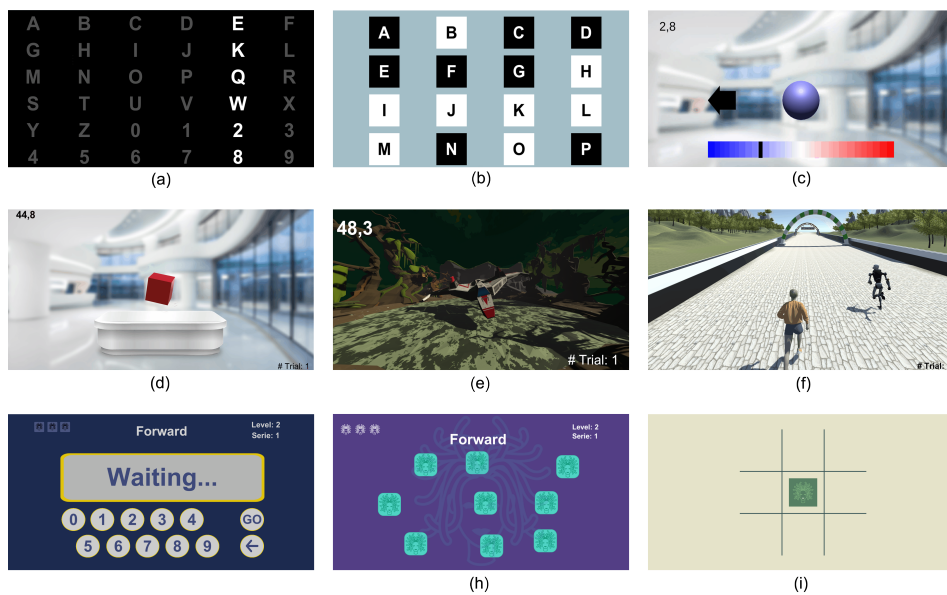 A B C D E F
G H I J K L
M N O P Q R
S T U V W X
Y Z 0 1 2 3
4 5 6 7 8 9
(a)
A B C D
E F G H
I J K L
M N O P
(b)
2,8
(c)
44,8
# Trial: 1
(d)
48,3
# Trial: 1
(e)
# Trial:
(f)
Forward
Level: 2
Serie: 1
Waiting...
0 1 2 3 4 GO
5 6 7 8 9 ←
Forward
Level: 2
Serie: 1
(h)
(i)